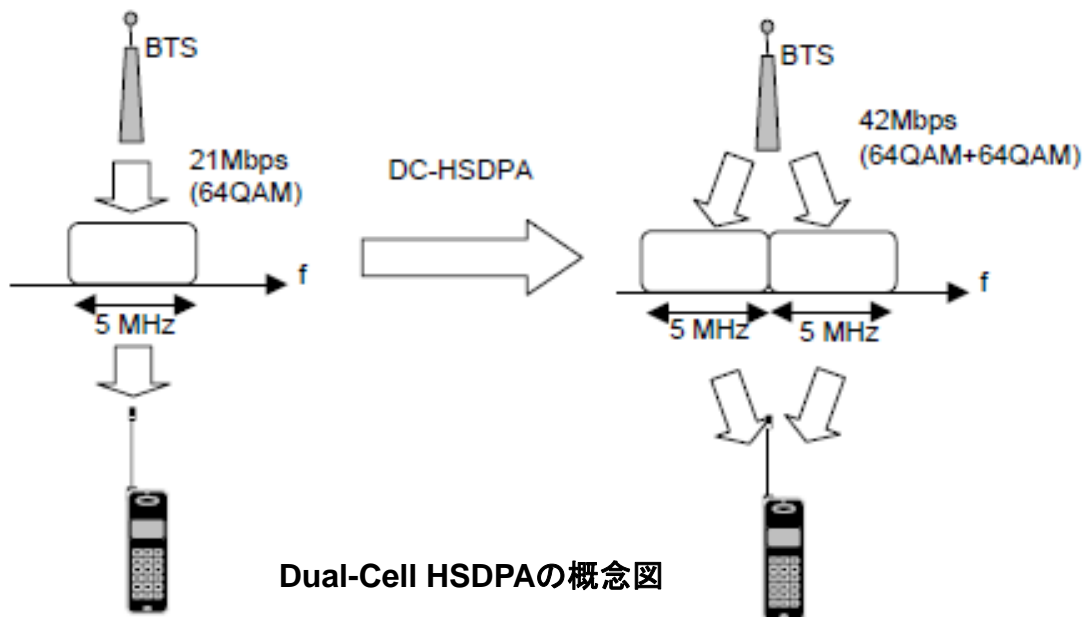 BTS
21Mbps
(64QAM)
f
5 MHz
DC-HSDPA
BTS
42Mbps
(64QAM+64QAM)
f
5 MHz
5 MHz
Dual-Cell HSDPAの概念図